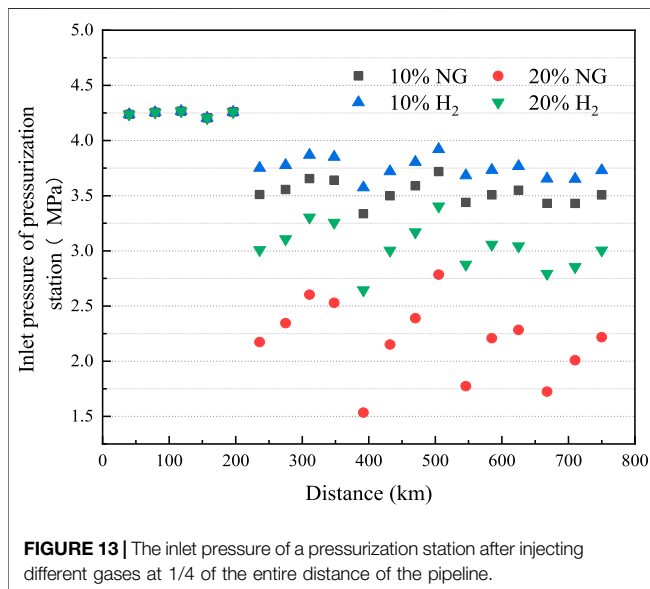 5.0
4.5
4.0
3.5
3.0
2.5
2.0
1.5
Inlet pressure of pressurization
station ( MPa)
10% NG
20% NG
10% H₂
20% H₂
0 100 200 300 400 500 600 700 800
Distance (km)
FIGURE 13 | The inlet pressure of a pressurization station after injecting
different gases at 1/4 of the entire distance of the pipeline.